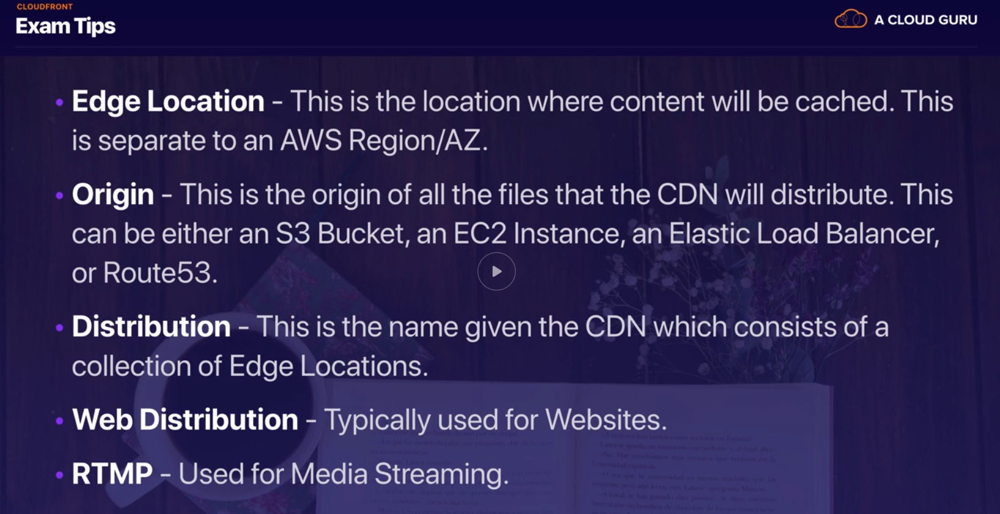 CLOUDFRONT
Exam Tips
A CLOUD GURU
• Edge Location - This is the location where content will be cached. This
is separate to an AWS Region/AZ.
• Origin - This is the origin of all the files that the CDN will distribute. This
can be either an S3 Bucket, an EC2 Instance, an Elastic Load Balancer,
or Route53.
• Distribution - This is the name given the CDN which consists of a
collection of Edge Locations.
• Web Distribution - Typically used for Websites.
• RTMP - Used for Media Streaming.